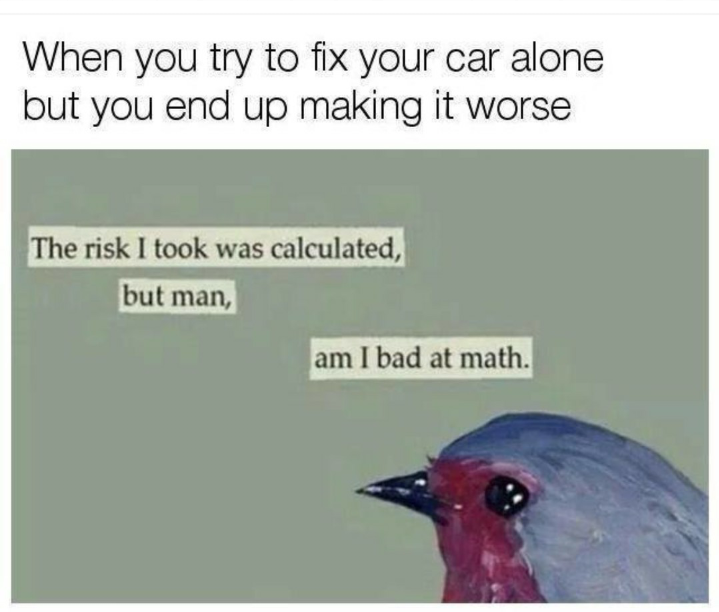 When you try to fix your car alone
but you end up making it worse
The risk I took was calculated,
but man,
am I bad at math.